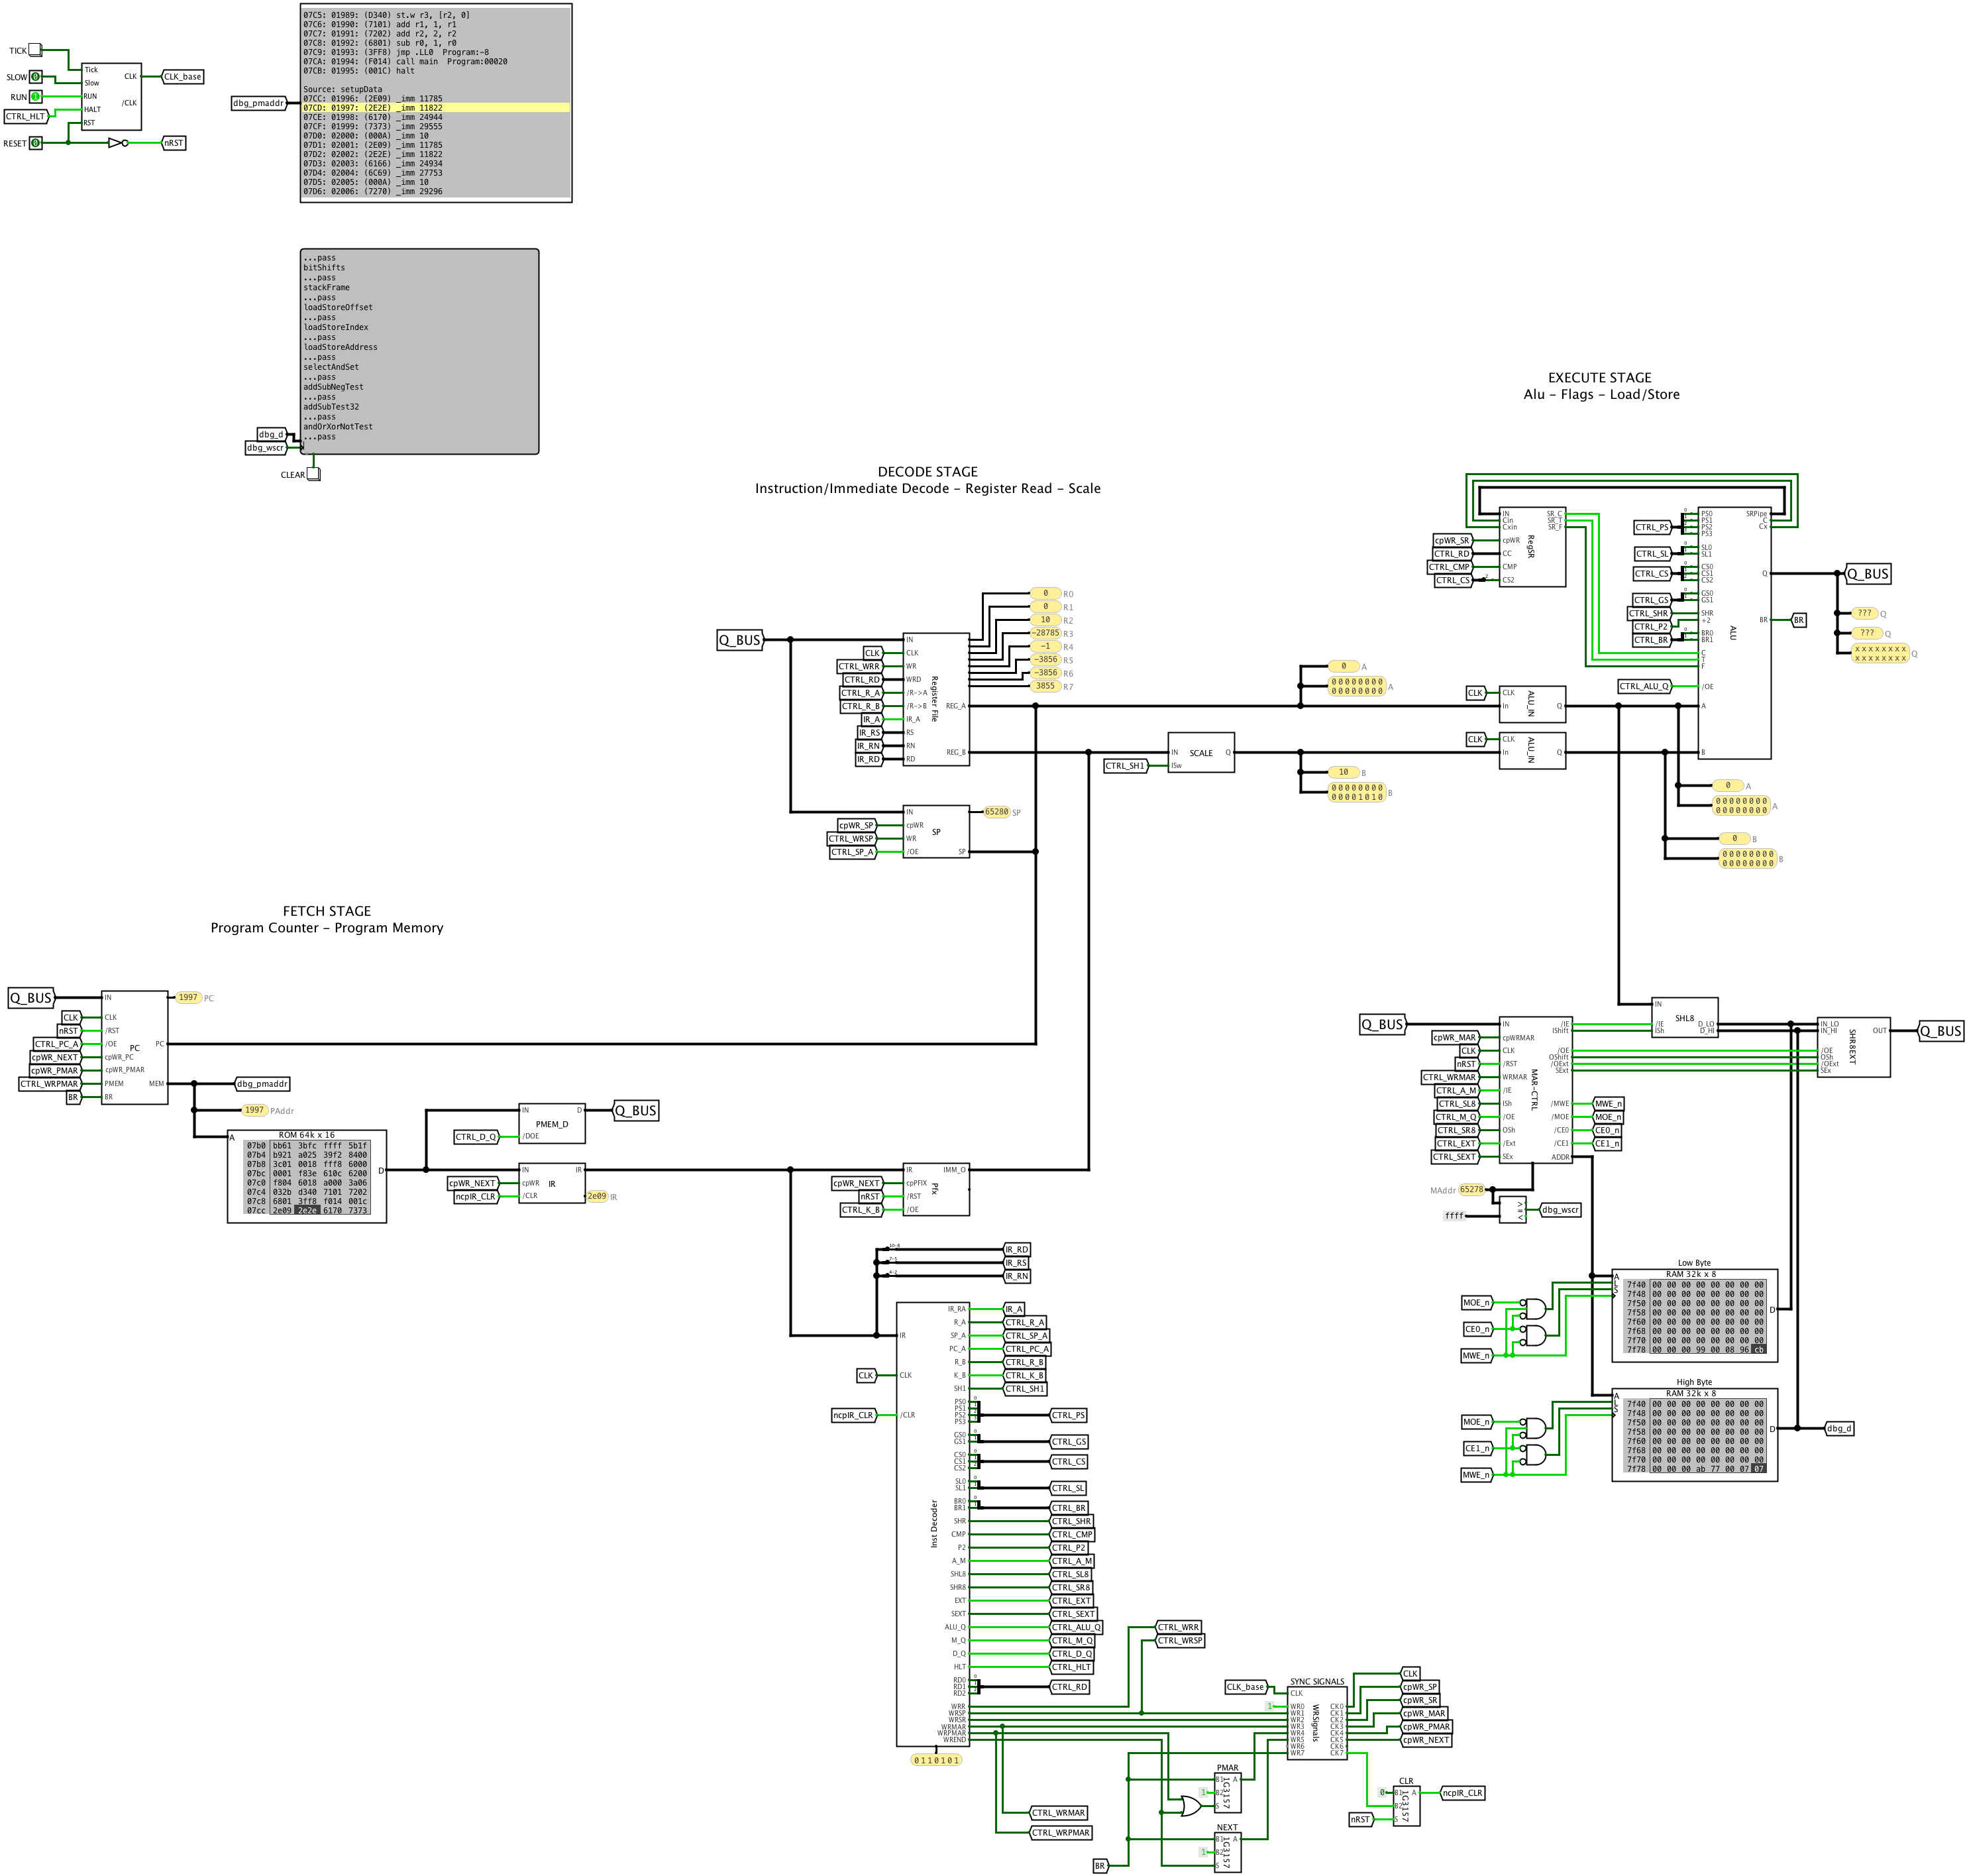 TICK
SLOW
RUN
CTRL_HLT
RESET
Tick
Slow
RUN
HALT
RST
CLK
/CLK
CLK_base
nRST
dbg_pmaddr
07C5: 01989: (D340) st.w r3, [r2, 0]
07C6: 01990: (7101) add r1, 1, r1
07C7: 01991: (7202) add r2, 2, r2
07C8: 01992: (6801) sub r0, 1, r0
07C9: 01993: (3FF8) jmp .LL0  Program:-8
07CA: 01994: (F014) call main  Program:00020
07CB: 01995: (001C) halt
Source: setupData
07CC: 01996: (2E09) _imm 11785
07CD: 01997: (2E2E) _imm 11822
07CE: 01998: (6170) _imm 24944
07CF: 01999: (7373) _imm 29555
07D0: 02000: (000A) _imm 10
07D1: 02001: (2E09) _imm 11785
07D2: 02002: (2E2E) _imm 11822
07D3: 02003: (6166) _imm 24934
07D4: 02004: (6C69) _imm 27753
07D5: 02005: (000A) _imm 10
07D6: 02006: (7270) _imm 29296
...pass
bitShifts
...pass
stackFrame
...pass
loadStoreOffset
...pass
loadStoreIndex
...pass
loadStoreAddress
...pass
selectAndSet
...pass
addSubNegTest
...pass
addSubTest32
...pass
andOrXorNotTest
...pass
dbg_d
dbg_wscr
CLEAR
EXECUTE STAGE
Alu - Flags - Load/Store
DECODE STAGE
Instruction/Immediate Decode - Register Read - Scale
FETCH STAGE
Program Counter - Program Memory
Q_BUS
CLK
CTRL_WRR
CTRL_RD
CTRL_R_A
CTRL_R_B
IR_A
IR_RS
IR_RN
IR_RD
IN
CLK
WR
WRD
/R->A
/R->B
IR_A
RS
RN
RD
Register File
REG_A
REG_B
0 R0
0 R1
10 R2
-28785 R3
-1 R4
-3856 R5
-3856 R6
3855 R7
cpWR_SP
CTRL_WRSP
CTRL_SP_A
IN
cpWR
WR
/OE
SP
SP
65280 SP
CTRL_SH1
IN
ISw
SCALE
Q
0 A
00000000
00000000 A
10 B
00000000
00001010 B
CLK
CLK
In
ALU_IN
Q
CLK
CLK
In
ALU_IN
Q
cpWR_SR
CTRL_RD
CTRL_CMP
CTRL_CS
IN
Cin
Cxin
cpWR
CC
CMP
CS2
RegSR
SR_C
SR_T
SR_F
CTRL_PS
CTRL_SL
CTRL_CS
CTRL_GS
CTRL_SHR
CTRL_P2
CTRL_BR
CTRL_ALU_Q
PS0
PS1
PS2
PS3
SL0
SL1
CS0
CS1
CS2
GS0
GS1
SHR
+2
BR0
BR1
C
T
F
/OE
A
B
ALU
SRPipe
C
Cx
Q
BR
BR
Q_BUS
??? Q
??? Q
xxxxxxxx
xxxxxxxx Q
0 A
00000000
00000000 A
0 B
00000000
00000000 B
Q_BUS
CLK
nRST
CTRL_PC_A
cpWR_NEXT
cpWR_PMAR
CTRL_WRPMAR
BR
IN
CLK
/RST
/OE
cpWR_PC
cpWR_PMAR
PMEM
BR
PC
PC
MEM
1997 PC
dbg_pmaddr
1997 PAddr
ROM 64k x 16
A
D
07b0 bb61 3bfc ffff 5b1f
07b4 b921 a025 39f2 8400
07b8 3c01 0018 fff8 6000
07bc 0001 f83e 610c 6200
07c0 f804 6018 a000 3a06
07c4 032b d340 7101 7202
07c8 6801 3ff8 f014 001c
07cc 2e09 2e2e 6170 7373
CTRL_D_Q
IN
/DOE
PMEM_D
D
Q_BUS
cpWR_NEXT
ncpIR_CLR
IN
cpWR
/CLR
IR
IR
2e09 IR
cpWR_NEXT
nRST
CTRL_K_B
IR
cpPFIX
/RST
/OE
Pfx
IMM_O
10-8
7-5
4-2
IR_RD
IR_RS
IR_RN
CLK
ncpIR_CLR
IR
CLK
/CLR
Inst Decoder
IR_RA IR_A
R_A CTRL_R_A
SP_A CTRL_SP_A
PC_A CTRL_PC_A
R_B CTRL_R_B
K_B CTRL_K_B
SH1 CTRL_SH1
PS0
PS1
PS2 CTRL_PS
PS3
GS0
GS1 CTRL_GS
CS0
CS1 CTRL_CS
CS2
SL0
SL1 CTRL_SL
BR0
BR1 CTRL_BR
SHR CTRL_SHR
CMP CTRL_CMP
P2 CTRL_P2
A_M CTRL_A_M
SHL8 CTRL_SL8
SHR8 CTRL_SR8
EXT CTRL_EXT
SEXT CTRL_SEXT
ALU_Q CTRL_ALU_Q
M_Q CTRL_M_Q
D_Q CTRL_D_Q
HLT CTRL_HLT
RD0
RD1 CTRL_RD
RD2
WRR
WRSP
WRSR
WRMAR
WRPMAR
WREND
0110101
CTRL_WRR
CTRL_WRSP
CTRL_WRMAR
CTRL_WRPMAR
BR
CLK_base
SYNC SIGNALS
CLK
1 WR0
WR1
WR2
WR3
WR4
WR5
WR6
WR7
WRSignals
CK0
CK1
CK2
CK3
CK4
CK5
CK6
CK7
CLK
cpWR_SP
cpWR_SR
cpWR_MAR
cpWR_PMAR
cpWR_NEXT
PMAR
B1 A
1 B2
S
1G3157
NEXT
B1 A
1 B2
S
1G3157
CLR
0 B1 A
B2
nRST S
1G3157
ncpIR_CLR
Q_BUS
cpWR_MAR
CLK
nRST
CTRL_WRMAR
CTRL_A_M
CTRL_SL8
CTRL_M_Q
CTRL_SR8
CTRL_EXT
CTRL_SEXT
IN
cpWRMAR
CLK
/RST
WRMAR
/IE
ISh
/OE
OSh
/Ext
SEx
MAR-CTRL
/IE
IShift
/OE
OShift
/OExt
SExt
/MWE
/MOE
/CE0
/CE1
ADDR
MWE_n
MOE_n
CE0_n
CE1_n
IN
SHL8
/IE
ISh
D_LO
D_HI
IN_LO
IN_HI
/OE
OSh
/OExt
SEx
SHR8EXT
OUT
Q_BUS
MAddr 65278
ffff
dbg_wscr
Low Byte
RAM 32k x 8
MOE_n
CE0_n
MWE_n
7f40 00 00 00 00 00 00 00 00
7f48 00 00 00 00 00 00 00 00
7f50 00 00 00 00 00 00 00 00
7f58 00 00 00 00 00 00 00 00
7f60 00 00 00 00 00 00 00 00
7f68 00 00 00 00 00 00 00 00
7f70 00 00 00 00 00 00 00 00
7f78 00 00 00 99 00 08 96 cb
High Byte
RAM 32k x 8
MOE_n
CE1_n
MWE_n
7f40 00 00 00 00 00 00 00 00
7f48 00 00 00 00 00 00 00 00
7f50 00 00 00 00 00 00 00 00
7f58 00 00 00 00 00 00 00 00
7f60 00 00 00 00 00 00 00 00
7f68 00 00 00 00 00 00 00 00
7f70 00 00 00 00 00 00 00 00
7f78 00 00 00 ab 77 00 07 07
dbg_d